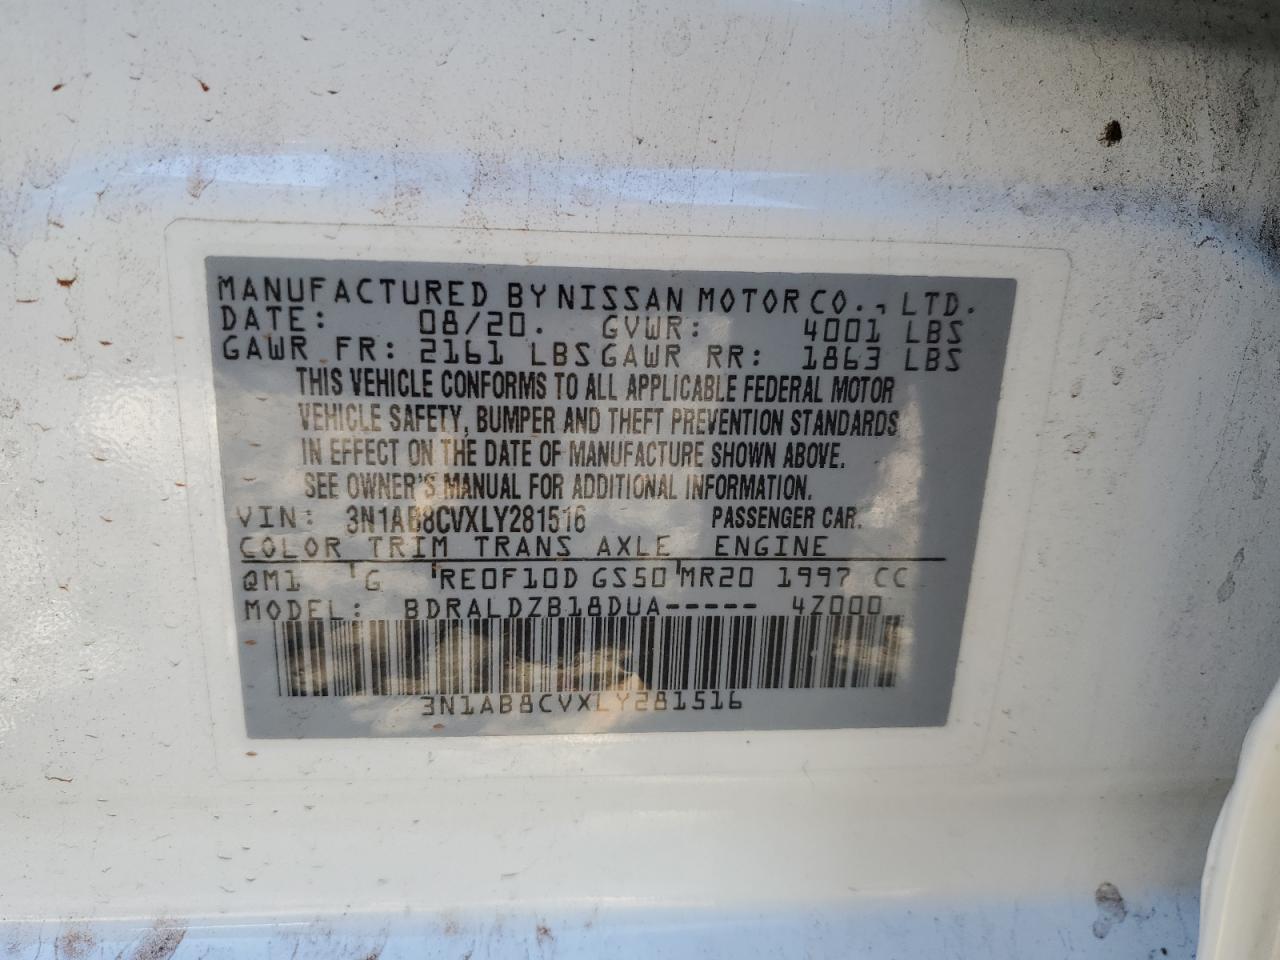 MANUFACTURED BY NISSAN MOTOR CO., LTD.
DATE: 08/20. GVWR: 4001 LBS
GAWR FR: 2161 LBS GAWR RR: 1863 LBS
THIS VEHICLE CONFORMS TO ALL APPLICABLE FEDERAL MOTOR
VEHICLE SAFETY, BUMPER AND THEFT PREVENTION STANDARDS
IN EFFECT ON THE DATE OF MANUFACTURE SHOWN ABOVE.
SEE OWNER'S MANUAL FOR ADDITIONAL INFORMATION.
VIN: 3N1AB8CVXLY281516 PASSENGER CAR.
COLOR TRIM TRANS AXLE ENGINE
QM1 G RE0F10D GS50 MR20 1997 CC
MODEL: BDRALDZB18DUA----- 4Z000
3N1AB8CVXLY281516